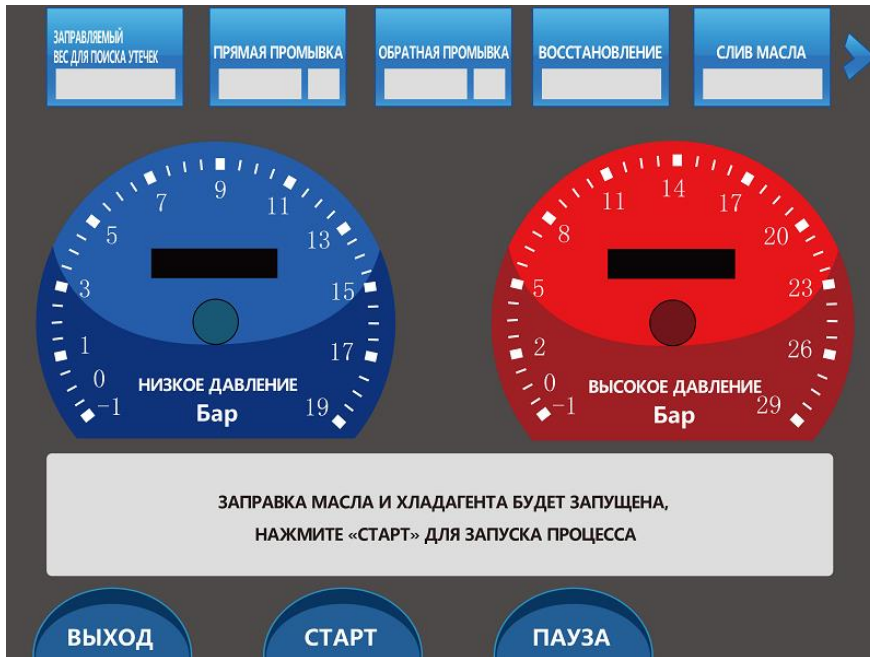 ЗАПРАВЛЯЕМЫЙ
ВЕС ДЛЯ ПОИСКА УТЕЧЕК
ПРЯМАЯ ПРОМЫВКА
ОБРАТНАЯ ПРОМЫВКА
ВОССТАНОВЛЕНИЕ
СЛИВ МАСЛА
-1
0
1
3
5
7
9
11
13
15
17
19
НИЗКОЕ ДАВЛЕНИЕ
Бар
-1
0
2
5
8
11
14
17
20
23
26
29
ВЫСОКОЕ ДАВЛЕНИЕ
Бар
ЗАПРАВКА МАСЛА И ХЛАДАГЕНТА БУДЕТ ЗАПУЩЕНА,
НАЖМИТЕ «СТАРТ» ДЛЯ ЗАПУСКА ПРОЦЕССА
ВЫХОД
СТАРТ
ПАУЗА